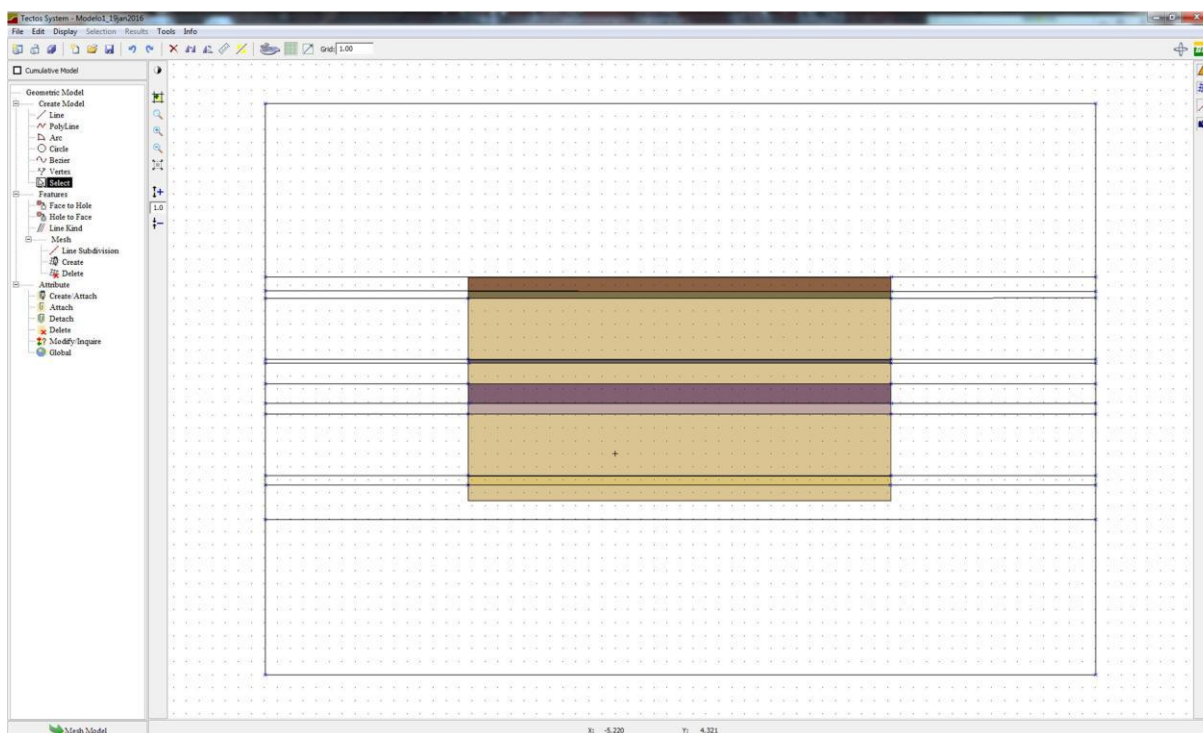 Tectos System - Modelo1_19jan2016
File Edit Display Selection Results Tools Info
Grid: 1.00
Cumulative Model
Geometric Model
Create Model
Line
PolyLine
Arc
Circle
Bezier
Vertex
Select
Features
Face to Hole
Hole to Face
Line Kind
Mesh
Line Subdivision
Create
Delete
Attribute
Create/Attach
Attach
Detach
Delete
Modify/Inquire
Global
1.0
Mesh Model
X: -5.220 Y: 4.321